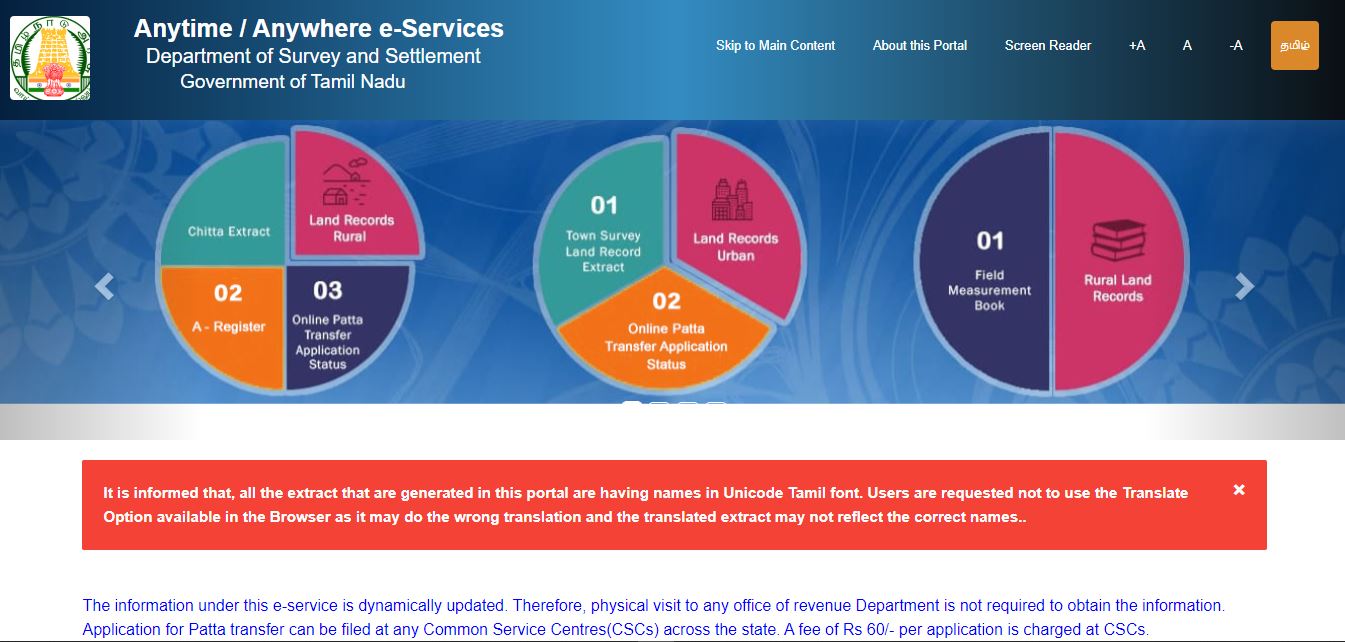 Anytime / Anywhere e-Services
Department of Survey and Settlement
Government of Tamil Nadu
Skip to Main Content
About this Portal
Screen Reader
+A
A
-A
தமிழ்
Chitta Extract
Land Records
Rural
02
A - Register
03
Online Patta
Transfer
Application
Status
01
Town Survey
Land Record
Extract
Land Records
Urban
02
Online Patta
Transfer Application
Status
01
Field
Measurement
Book
Rural Land
Records
It is informed that, all the extract that are generated in this portal are having names in Unicode Tamil font. Users are requested not to use the Translate
Option available in the Browser as it may do the wrong translation and the translated extract may not reflect the correct names..
×
The information under this e-service is dynamically updated. Therefore, physical visit to any office of revenue Department is not required to obtain the information.
Application for Patta transfer can be filed at any Common Service Centres(CSCs) across the state. A fee of Rs 60/- per application is charged at CSCs.